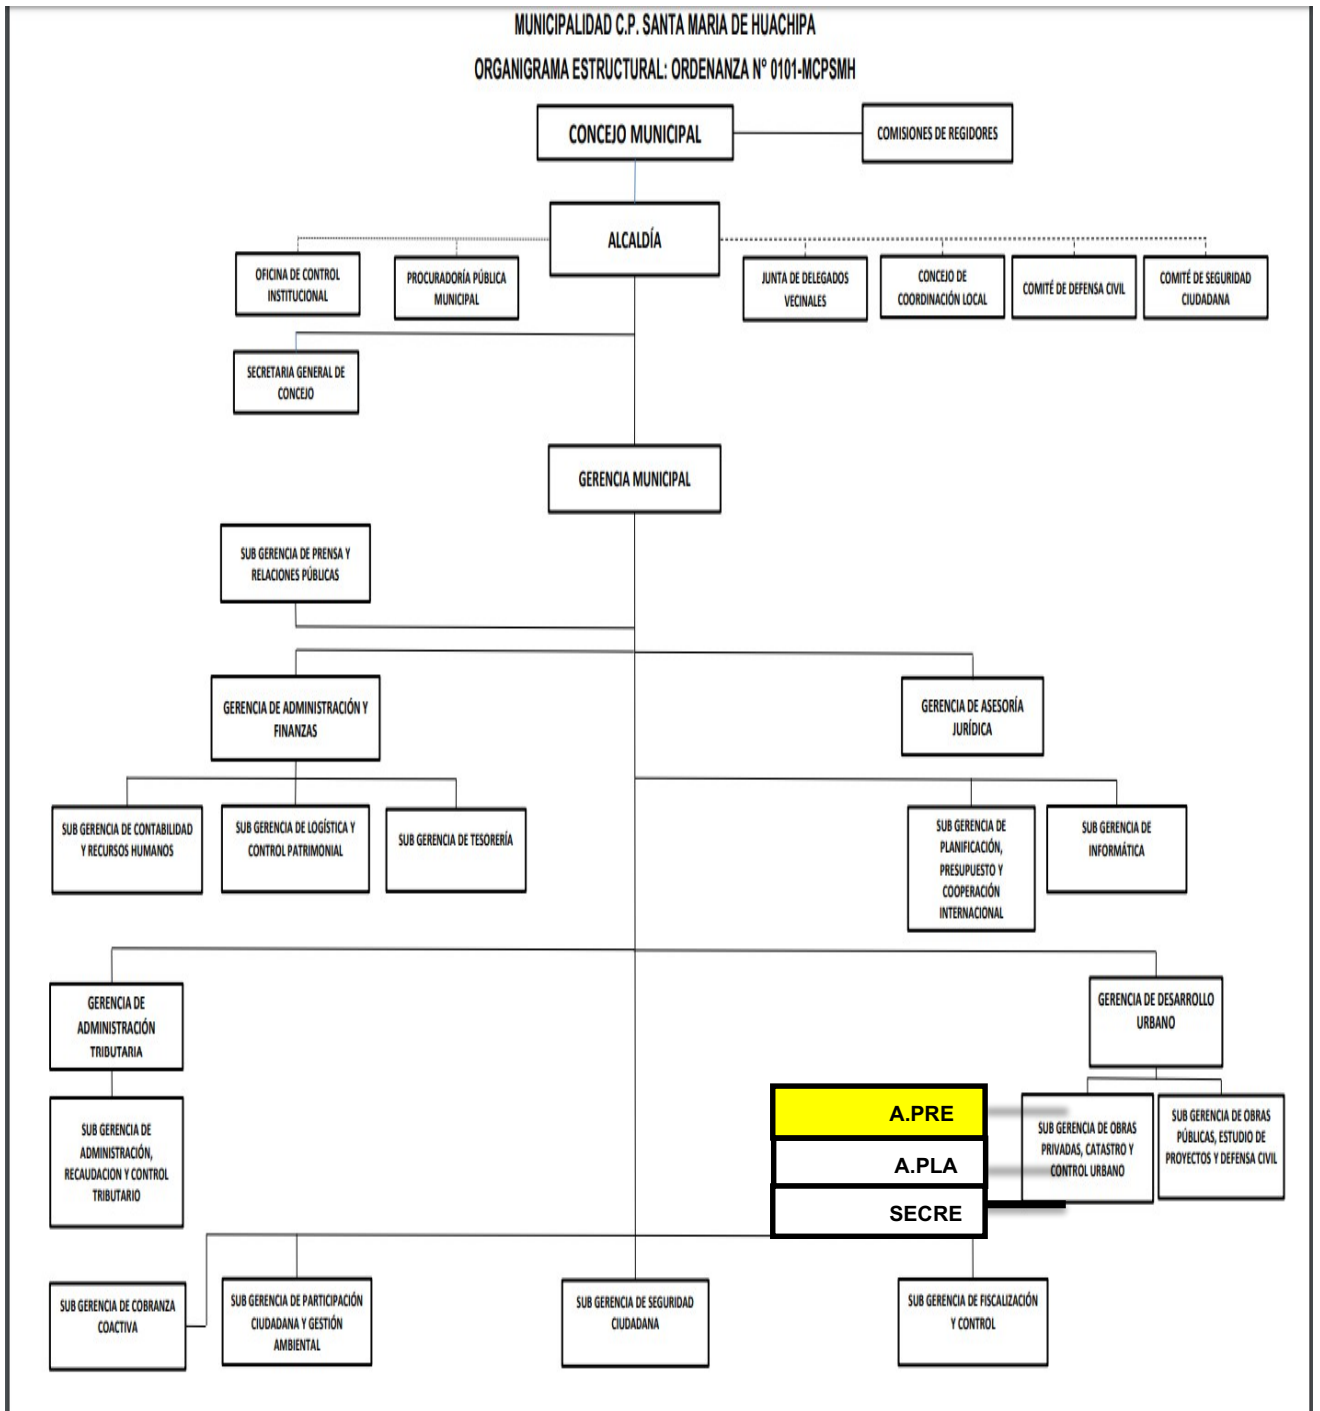 MUNICIPALIDAD C.P. SANTA MARIA DE HUACHIPA
ORGANIGRAMA ESTRUCTURAL: ORDENANZA N° 0101-MCPSMH
CONCEJO MUNICIPAL
COMISIONES DE REGIDORES
ALCALDÍA
OFICINA DE CONTROL
INSTITUCIONAL
PROCURADORÍA PÚBLICA
MUNICIPAL
JUNTA DE DELEGADOS
VECINALES
CONCEJO DE
COORDINACIÓN LOCAL
COMITÉ DE DEFENSA CIVIL
COMITÉ DE SEGURIDAD
CIUDADANA
SECRETARIA GENERAL DE
CONCEJO
GERENCIA MUNICIPAL
SUB GERENCIA DE PRENSA Y
RELACIONES PÚBLICAS
GERENCIA DE ADMINISTRACIÓN Y
FINANZAS
GERENCIA DE ASESORÍA
JURÍDICA
SUB GERENCIA DE CONTABILIDAD
Y RECURSOS HUMANOS
SUB GERENCIA DE LOGÍSTICA Y
CONTROL PATRIMONIAL
SUB GERENCIA DE TESORERÍA
SUB GERENCIA DE
PLANIFICACIÓN,
PRESUPUESTO Y
COOPERACIÓN
INTERNACIONAL
SUB GERENCIA DE
INFORMÁTICA
GERENCIA DE
ADMINISTRACIÓN
TRIBUTARIA
GERENCIA DE DESARROLLO
URBANO
SUB GERENCIA DE
ADMINISTRACIÓN,
RECAUDACION Y CONTROL
TRIBUTARIO
A.PRE
A.PLA
SECRE
SUB GERENCIA DE OBRAS
PRIVADAS, CATASTRO Y
CONTROL URBANO
SUB GERENCIA DE OBRAS
PÚBLICAS, ESTUDIO DE
PROYECTOS Y DEFENSA CIVIL
SUB GERENCIA DE COBRANZA
COACTIVA
SUB GERENCIA DE PARTICIPACIÓN
CIUDADANA Y GESTIÓN
AMBIENTAL
SUB GERENCIA DE SEGURIDAD
CIUDADANA
SUB GERENCIA DE FISCALIZACIÓN
Y CONTROL